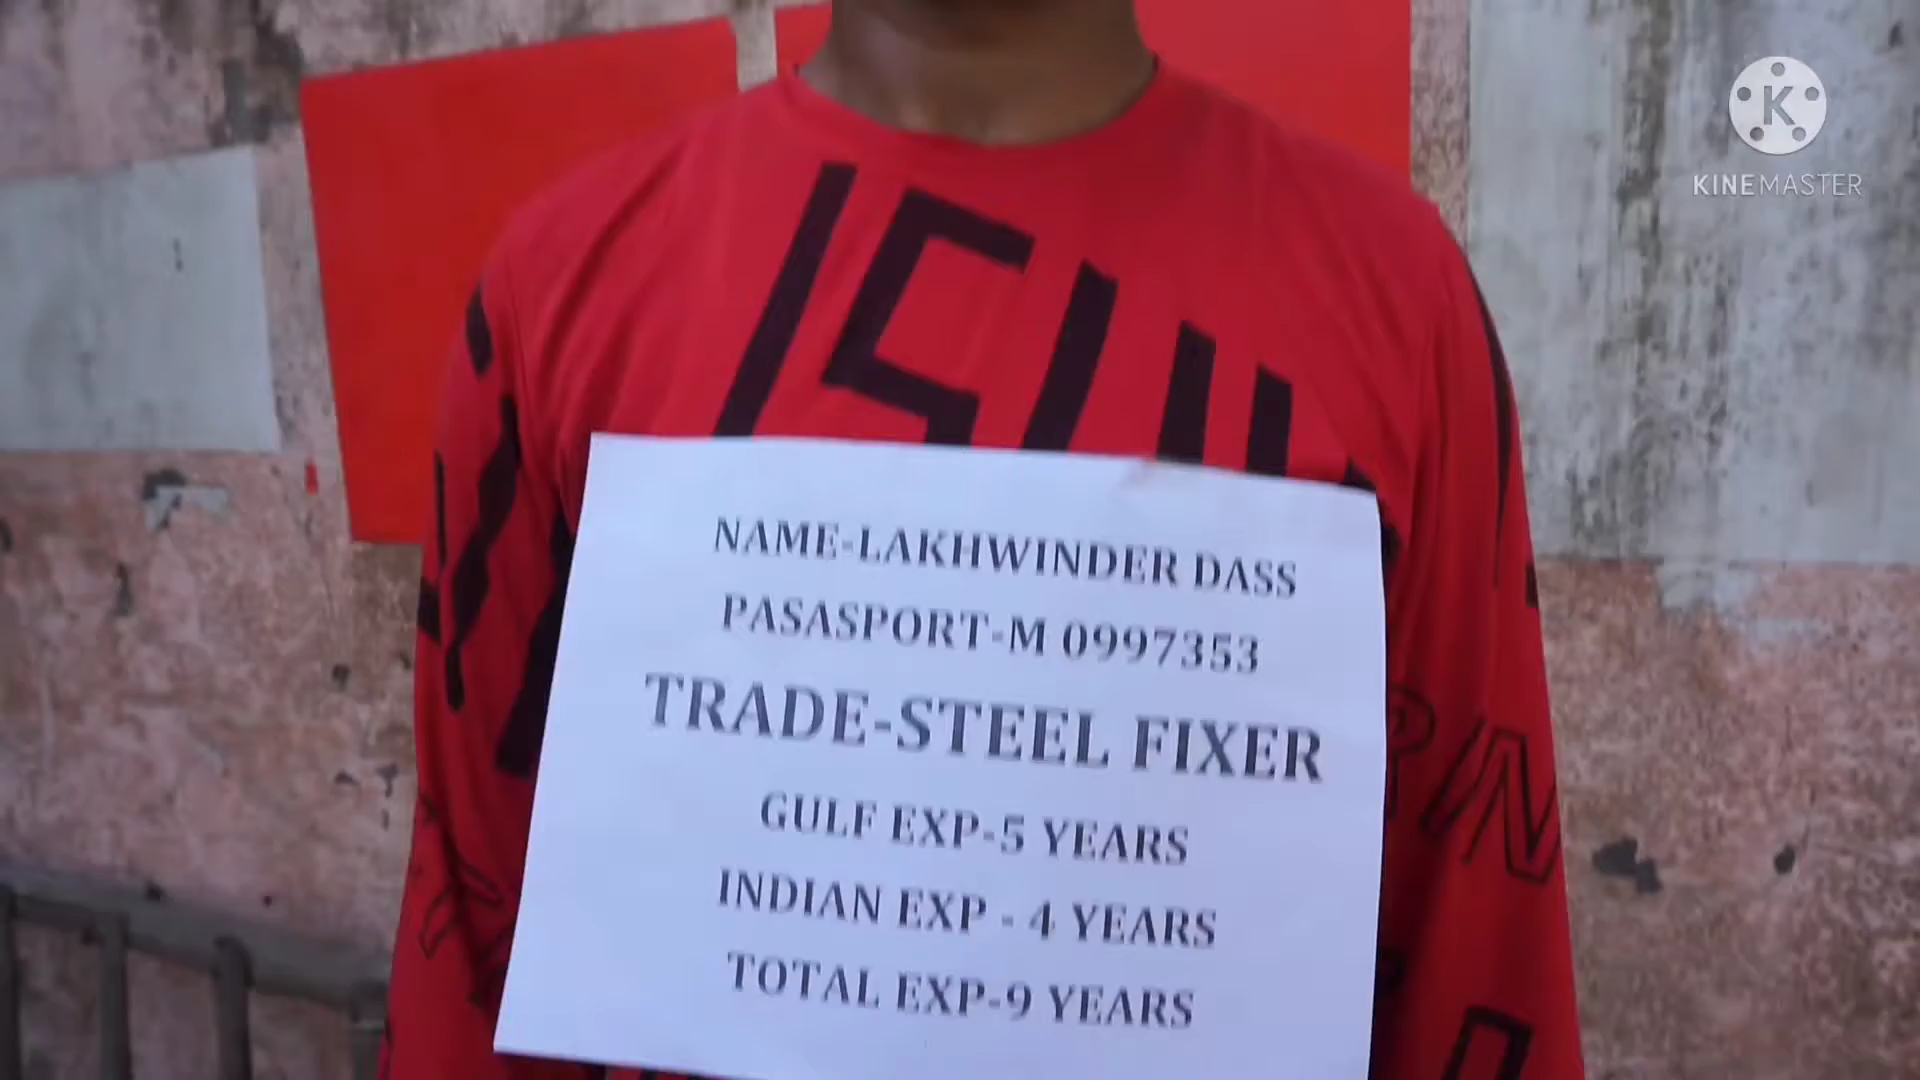 KINEMASTER
NAME-LAKHWINDER DASS
PASASPORT-M 0997353
TRADE-STEEL FIXER
GULF EXP-5 YEARS
INDIAN EXP - 4 YEARS
TOTAL EXP-9 YEARS